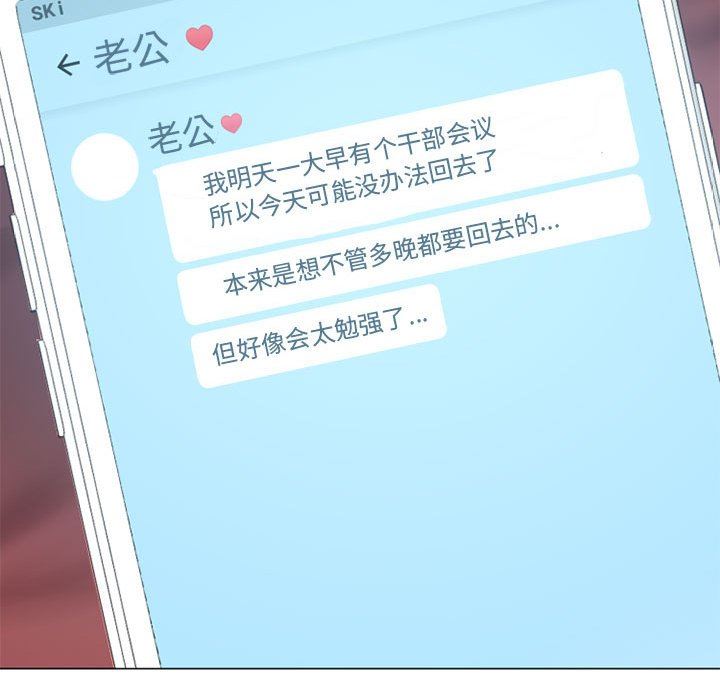 SKi
← 老公 ❤
老公❤
我明天一大早有个干部会议
所以今天可能没办法回去了
本来是想不管多晚都要回去的...
但好像会太勉强了...